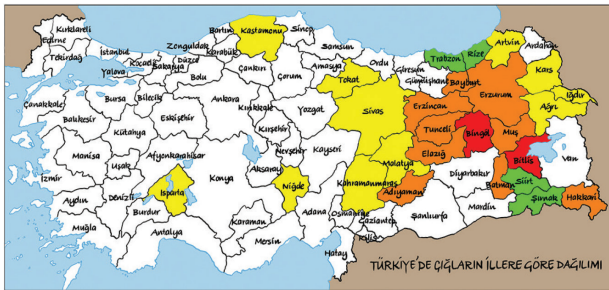 Kırklareli
Edirne
Tekirdağ
İstanbul
Yalova
Kocaeli
Sakarya
Düzce
Zonguldak
Bartın
Karabük
Kastamonu
Sinop
Samsun
Bolu
Çankırı
Çorum
Amasya
Tokat
Ordu
Giresun
Gümüşhane
Trabzon
Rize
Artvin
Ardahan
Kars
Iğdır
Ağrı
Erzurum
Bayburt
Erzincan
Sivas
Yozgat
Kırıkkale
Ankara
Eskişehir
Bilecik
Bursa
Çanakkale
Balıkesir
Kütahya
Manisa
Uşak
Afyonkarahisar
İzmir
Aydın
Denizli
Muğla
Burdur
Isparta
Antalya
Konya
Aksaray
Kırşehir
Nevşehir
Kayseri
Niğde
Karaman
Mersin
Adana
Osmaniye
Hatay
Kilis
Gaziantep
Kahramanmaraş
Malatya
Adıyaman
Şanlıurfa
Elazığ
Tunceli
Bingöl
Muş
Bitlis
Van
Diyarbakır
Batman
Siirt
Mardin
Şırnak
Hakkari
TÜRKİYE'DE ÇIĞLARIN İLLERE GÖRE DAĞILIMI